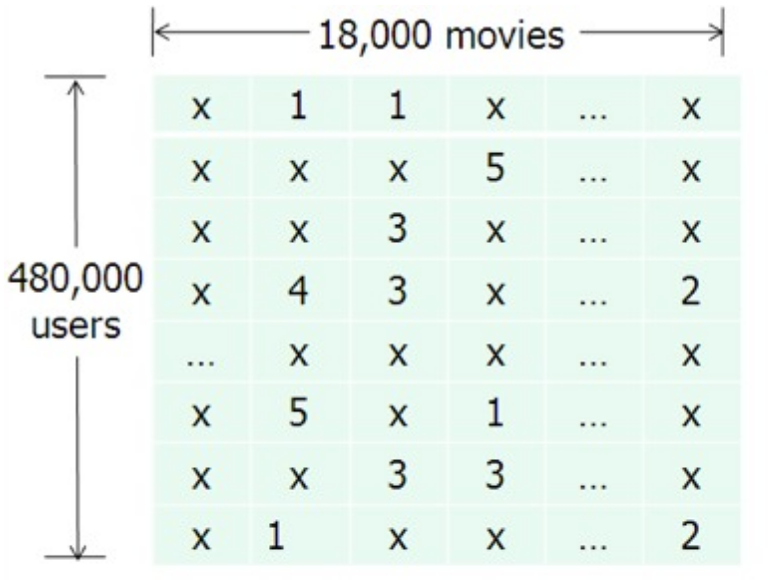 18,000 movies
x 1 1 x ... x
x x x 5 ... x
x x 3 x ... x
480,000
users
x 4 3 x ... 2
... x x x ... x
x 5 x 1 ... x
x x 3 3 ... x
x 1 x x ... 2